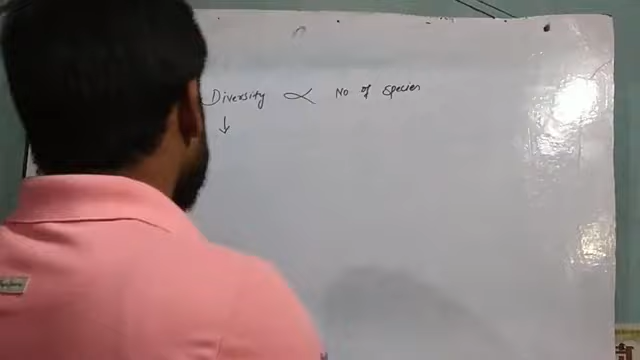 Diversity ∝ No of species
↓